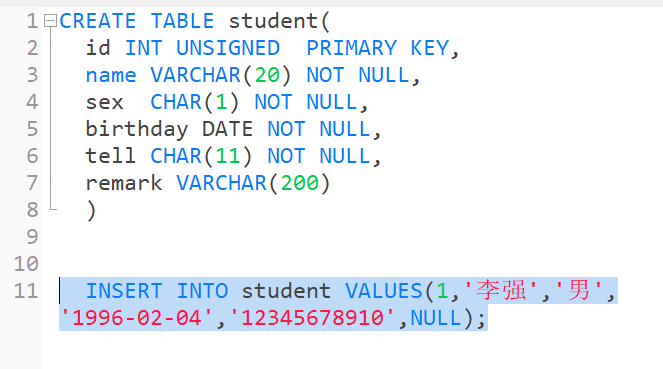 1 CREATE TABLE student(
2 id INT UNSIGNED  PRIMARY KEY,
3 name VARCHAR(20) NOT NULL,
4 sex  CHAR(1) NOT NULL,
5 birthday DATE NOT NULL,
6 tell CHAR(11) NOT NULL,
7 remark VARCHAR(200)
8 )
9
10
11 INSERT INTO student VALUES(1,'李强','男',
'1996-02-04','12345678910',NULL);